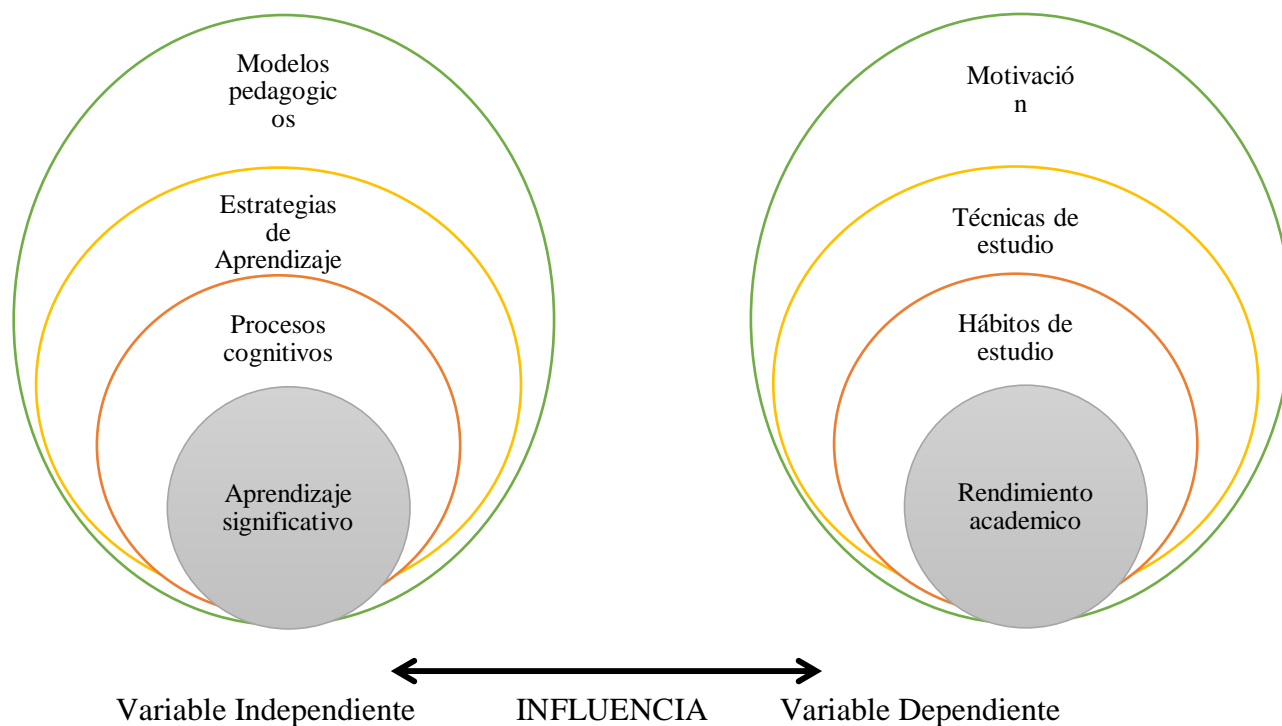 Modelos
pedagogic
os
Estrategias
de
Aprendizaje
Procesos
cognitivos
Aprendizaje
significativo
Motivació
n
Técnicas de
estudio
Hábitos de
estudio
Rendimiento
academico
Variable Independiente
INFLUENCIA
Variable Dependiente